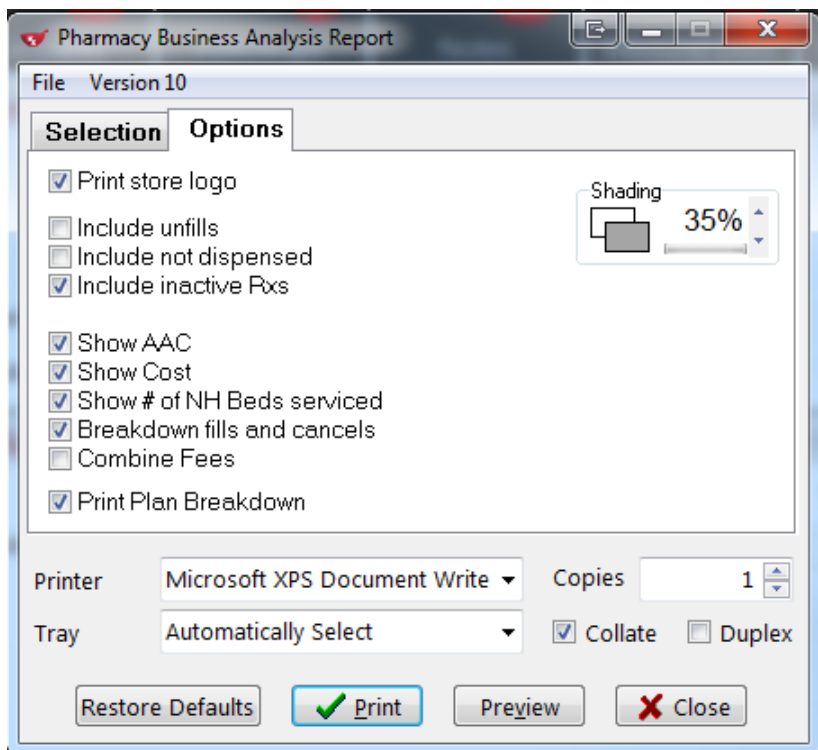 Pharmacy Business Analysis Report
File Version 10
Selection Options
Print store logo
Shading
35%
Include unfills
Include not dispensed
Include inactive Rxs
Show AAC
Show Cost
Show # of NH Beds serviced
Breakdown fills and cancels
Combine Fees
Print Plan Breakdown
Printer Microsoft XPS Document Write Copies 1
Tray Automatically Select Collate Duplex
Restore Defaults Print Preview Close